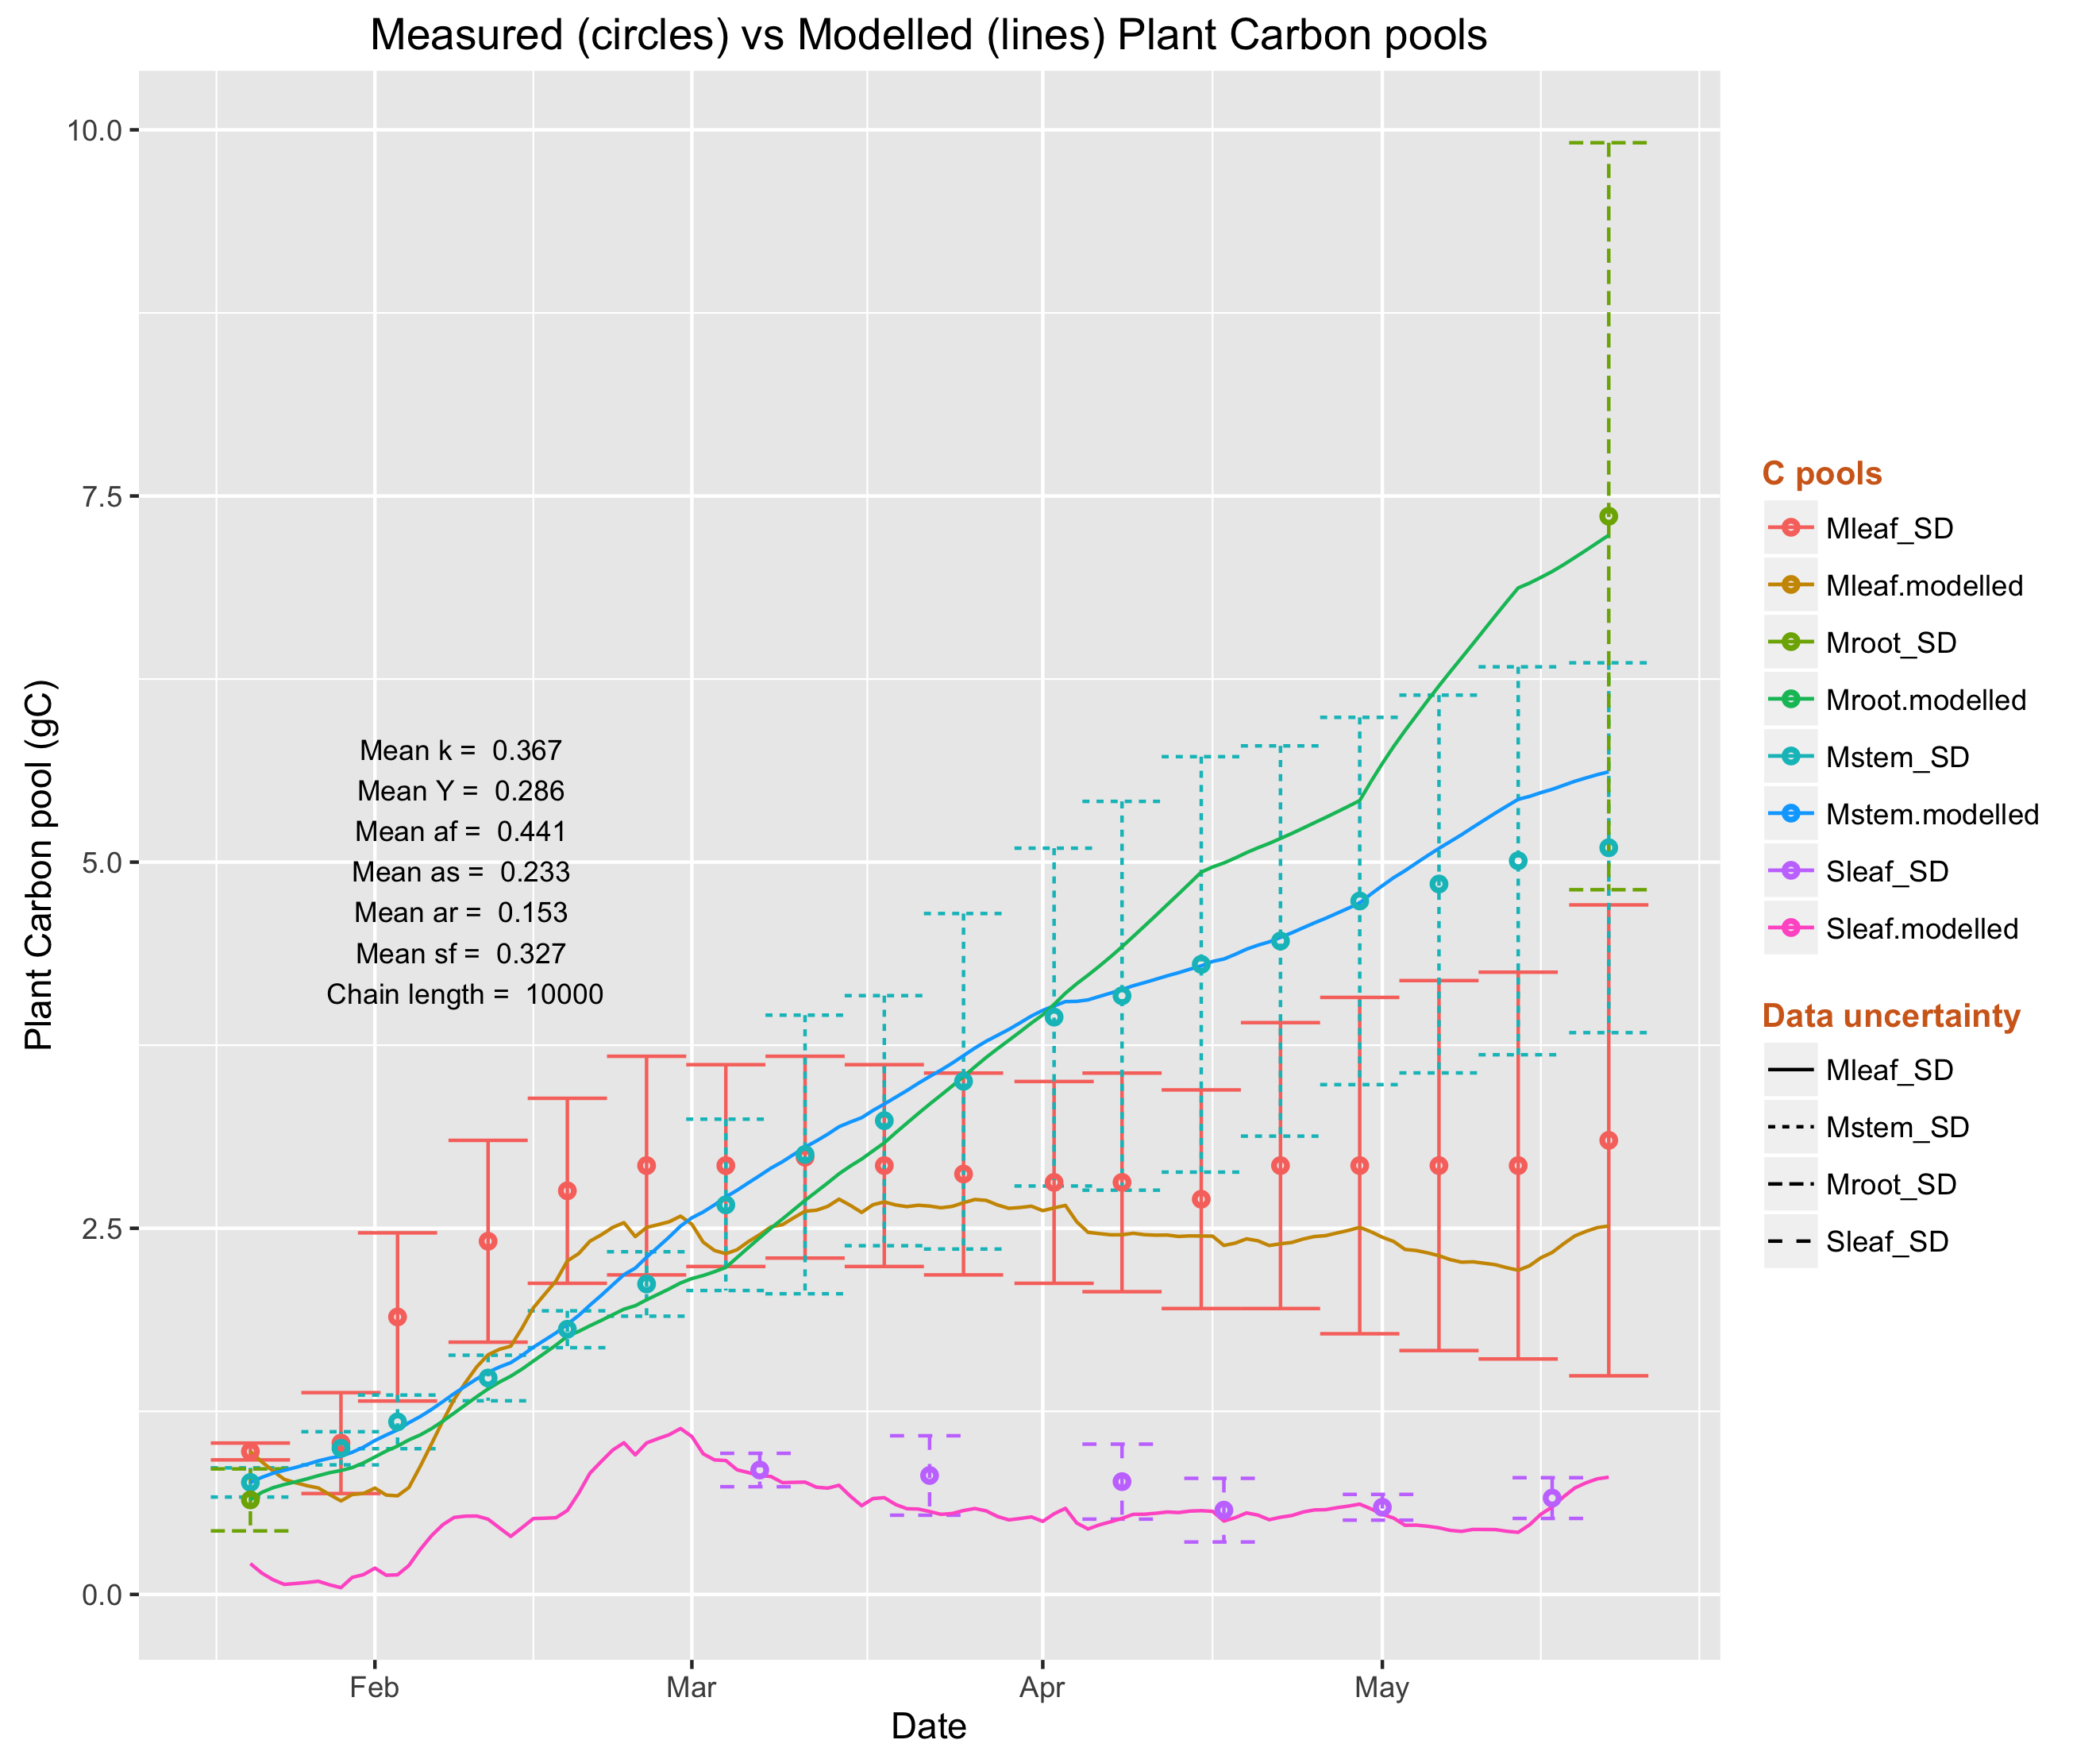 Measured (circles) vs Modelled (lines) Plant Carbon pools
10.0
7.5
5.0
2.5
0.0
Plant Carbon pool (gC)
Mean k = 0.367
Mean Y = 0.286
Mean af = 0.441
Mean as = 0.233
Mean ar = 0.153
Mean sf = 0.327
Chain length = 10000
Feb Mar Apr May
Date
C pools
Mleaf_SD
Mleaf.modelled
Mroot_SD
Mroot.modelled
Mstem_SD
Mstem.modelled
Sleaf_SD
Sleaf.modelled
Data uncertainty
Mleaf_SD
Mstem_SD
Mroot_SD
Sleaf_SD